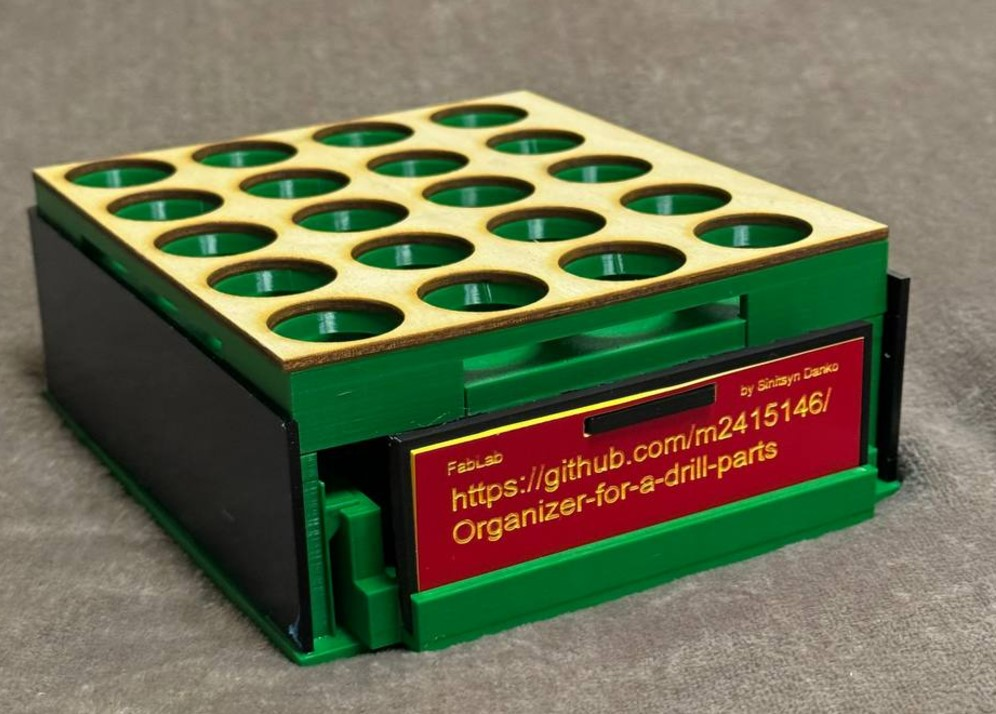 by Sinitsyn Danko
FabLab
https://github.com/m2415146/
Organizer-for-a-drill-parts